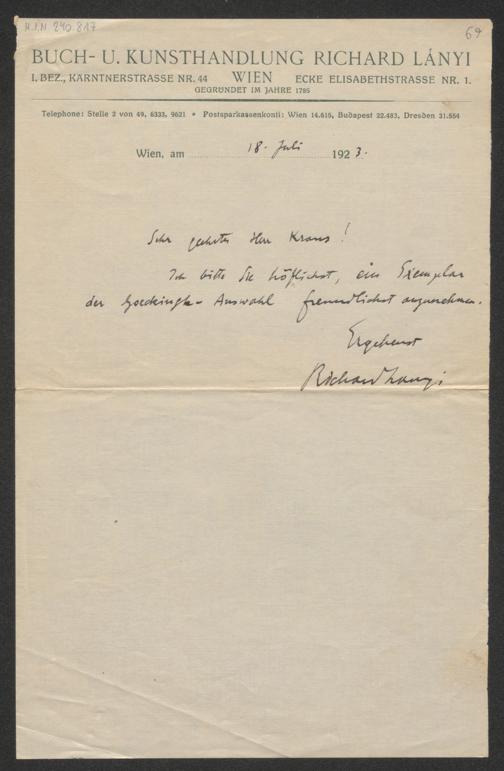 H.I.N. 240.817
69
BUCH- U. KUNSTHANDLUNG RICHARD LÁNYI
I. BEZ., KÄRNTNERSTRASSE NR. 44 WIEN ECKE ELISABETHSTRASSE NR. 1.
GEGRÜNDET IM JAHRE 1785
Telephone: Stelle 2 von 49, 6333, 9621 • Postsparkassenkonti: Wien 14.615, Budapest 22.483, Dresden 31.554
Wien, am 18. Juli 1923.
Sehr geehrter Herr Kraus!
Ich bitte Sie höflichst, ein Exemplar
der Goeckingk-Auswahl freundlichst anzunehmen.
Ergebenst
Richard Lanyi